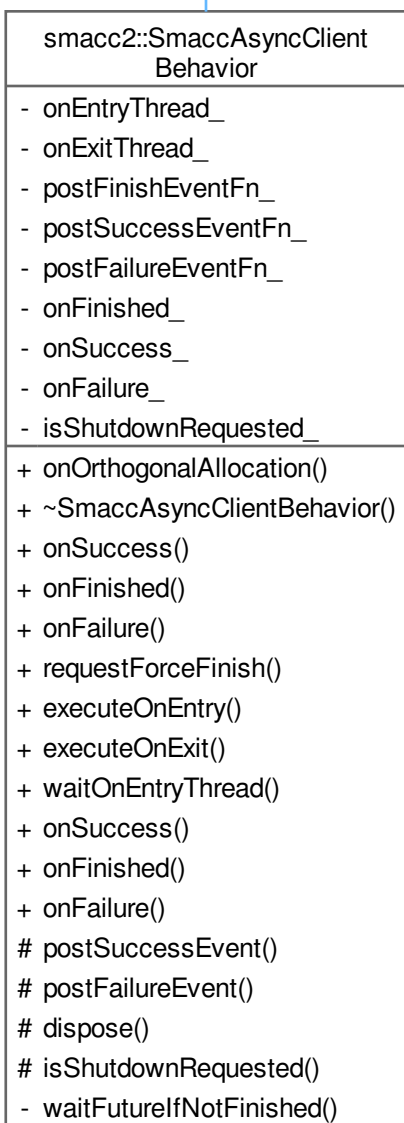 smacc2::SmaccAsyncClient
Behavior
- onEntryThread_
- onExitThread_
- postFinishEventFn_
- postSuccessEventFn_
- postFailureEventFn_
- onFinished_
- onSuccess_
- onFailure_
- isShutdownRequested_
+ onOrthogonalAllocation()
+ ~SmaccAsyncClientBehavior()
+ onSuccess()
+ onFinished()
+ onFailure()
+ requestForceFinish()
+ executeOnEntry()
+ executeOnExit()
+ waitOnEntryThread()
+ onSuccess()
+ onFinished()
+ onFailure()
# postSuccessEvent()
# postFailureEvent()
# dispose()
# isShutdownRequested()
- waitFutureIfNotFinished()